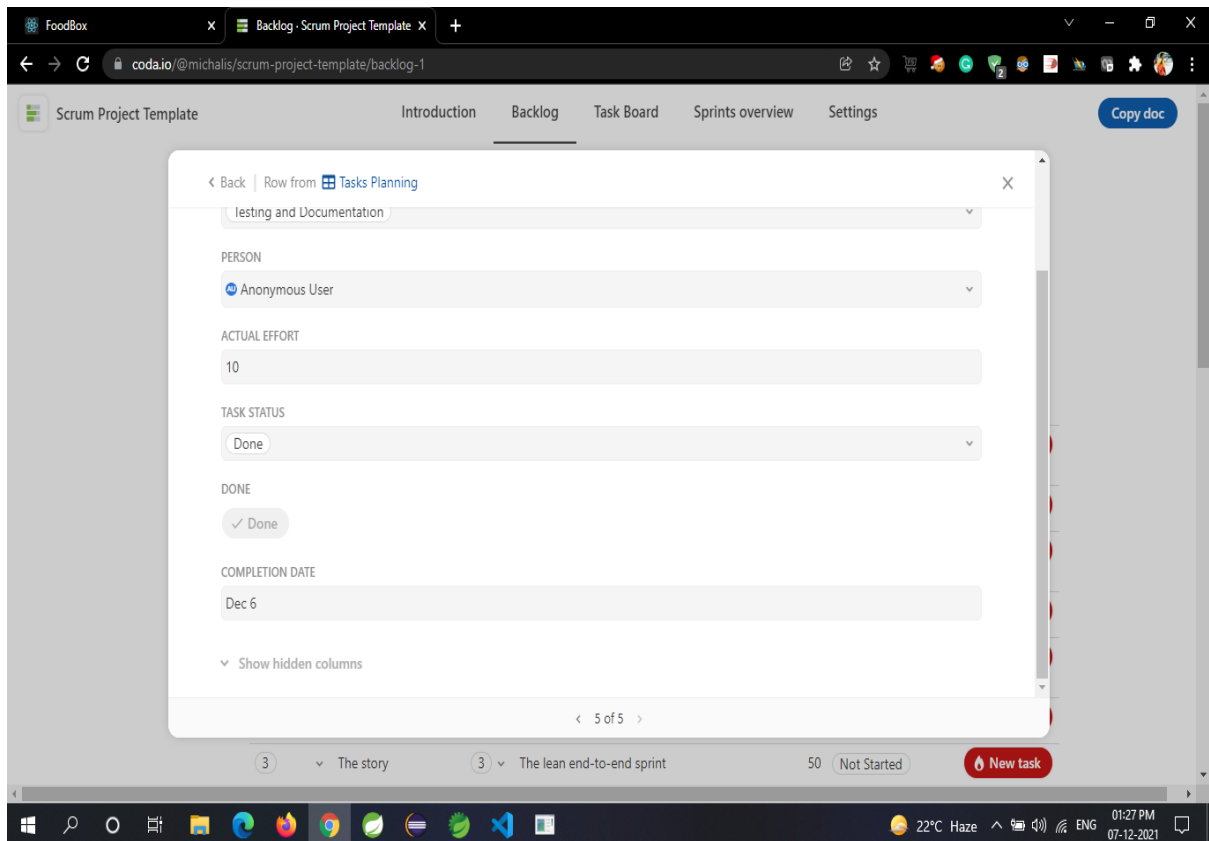 FoodBox
Backlog · Scrum Project Template
coda.io/@michalis/scrum-project-template/backlog-1
2
Scrum Project Template
Introduction
Backlog
Task Board
Sprints overview
Settings
Copy doc
Back
Row from Tasks Planning
Testing and Documentation
PERSON
AU Anonymous User
ACTUAL EFFORT
10
TASK STATUS
Done
DONE
Done
COMPLETION DATE
Dec 6
Show hidden columns
5 of 5
3 The story 3 The lean end-to-end sprint 50 Not Started New task
22°C Haze ENG 01:27 PM
07-12-2021